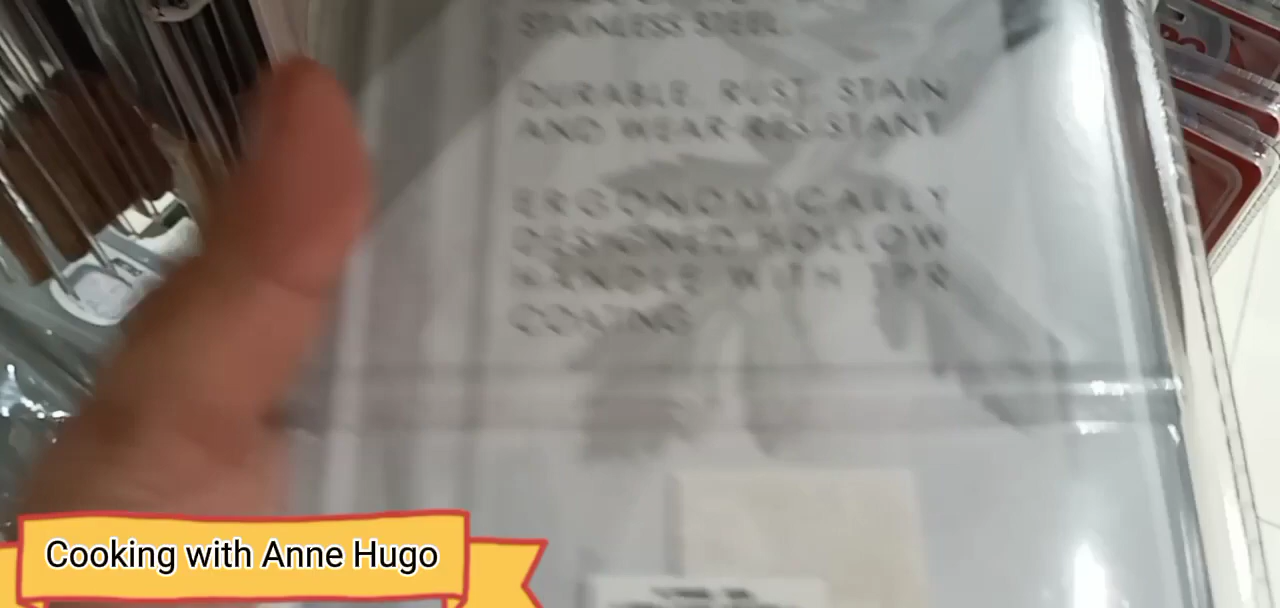 STAINLESS STEEL.
DURABLE, RUST, STAIN
AND WEAR-RESISTANT
ERGONOMICALLY
DESIGNED HOLLOW
HANDLE WITH TPR
COATING
Cooking with Anne Hugo